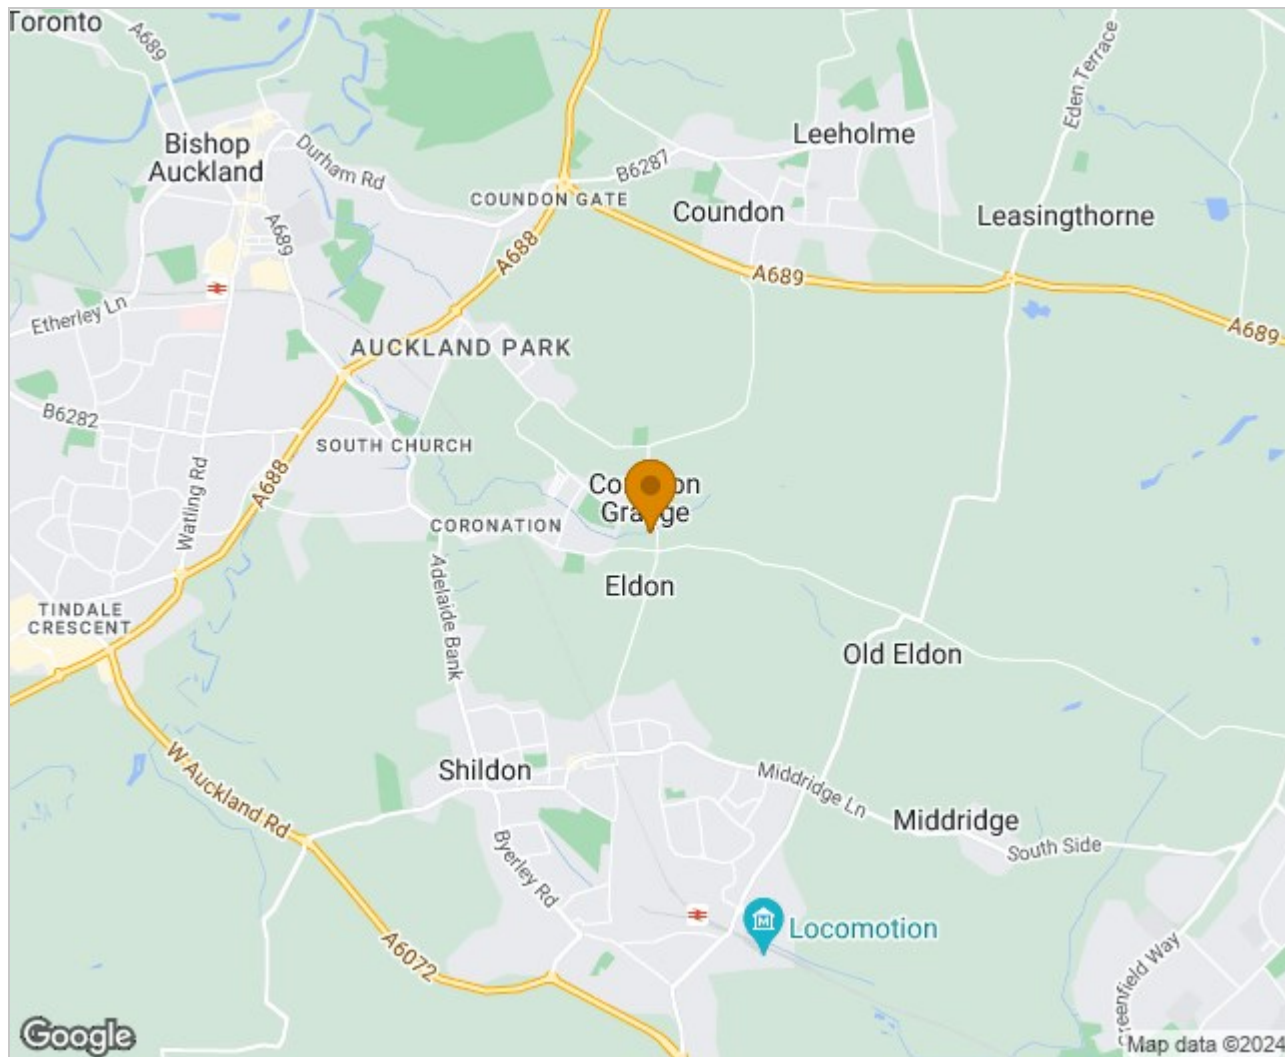 Toronto
A689
Bishop
Auckland
Durham Rd
B6287
COUNDON GATE
Leeholme
Eden Terrace
Coundon
Leasingthorne
A689
A688
A689
A689
Etherley Ln
AUCKLAND PARK
B6282
SOUTH CHURCH
A688
Watling Rd
Grange
CORONATION
Eldon
Adelaide Bank
TINDALE
CRESCENT
Old Eldon
W Auckland Rd
Shildon
Middridge Ln
Middridge
South Side
Byerley Rd
M
Locomotion
A6072
Greenfield Way
Google
Map data ©2024